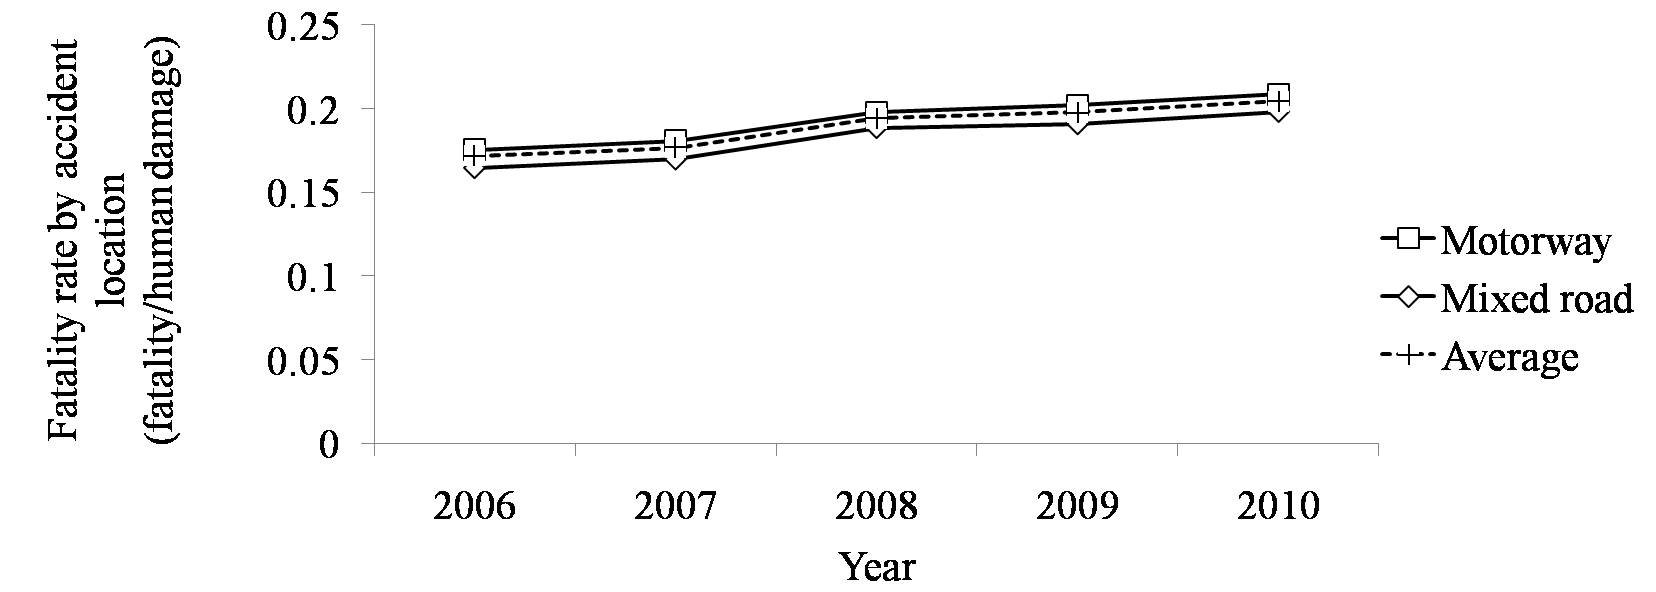 Fatality rate by accident
location
(fatality/human damage)
0.25
0.2
0.15
0.1
0.05
0
2006 2007 2008 2009 2010
Year
Motorway
Mixed road
Average